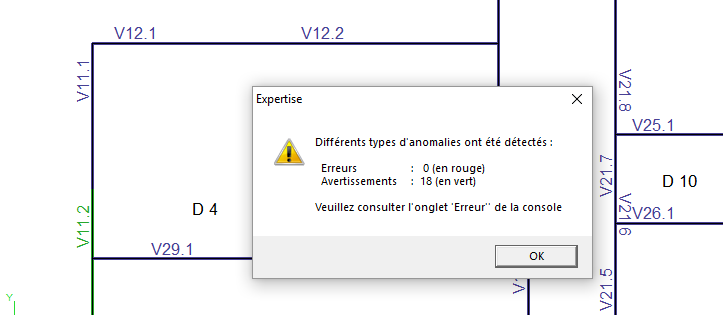 V12.1
V12.2
V11.1
V21.8
Expertise
V25.1
Différents types d'anomalies ont été détectés :
Erreurs : 0 (en rouge)
Avertissements : 18 (en vert)
Veuillez consulter l'onglet 'Erreur'' de la console
OK
V21.7
D 10
V21.6
V26.1
V11.2
D 4
V29.1
V21.5
Y